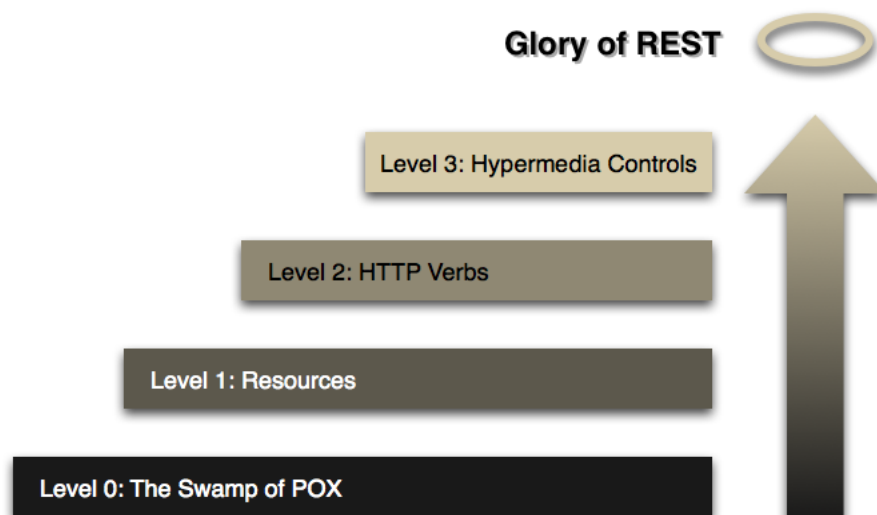 Glory of REST
Level 3: Hypermedia Controls
Level 2: HTTP Verbs
Level 1: Resources
Level 0: The Swamp of POX